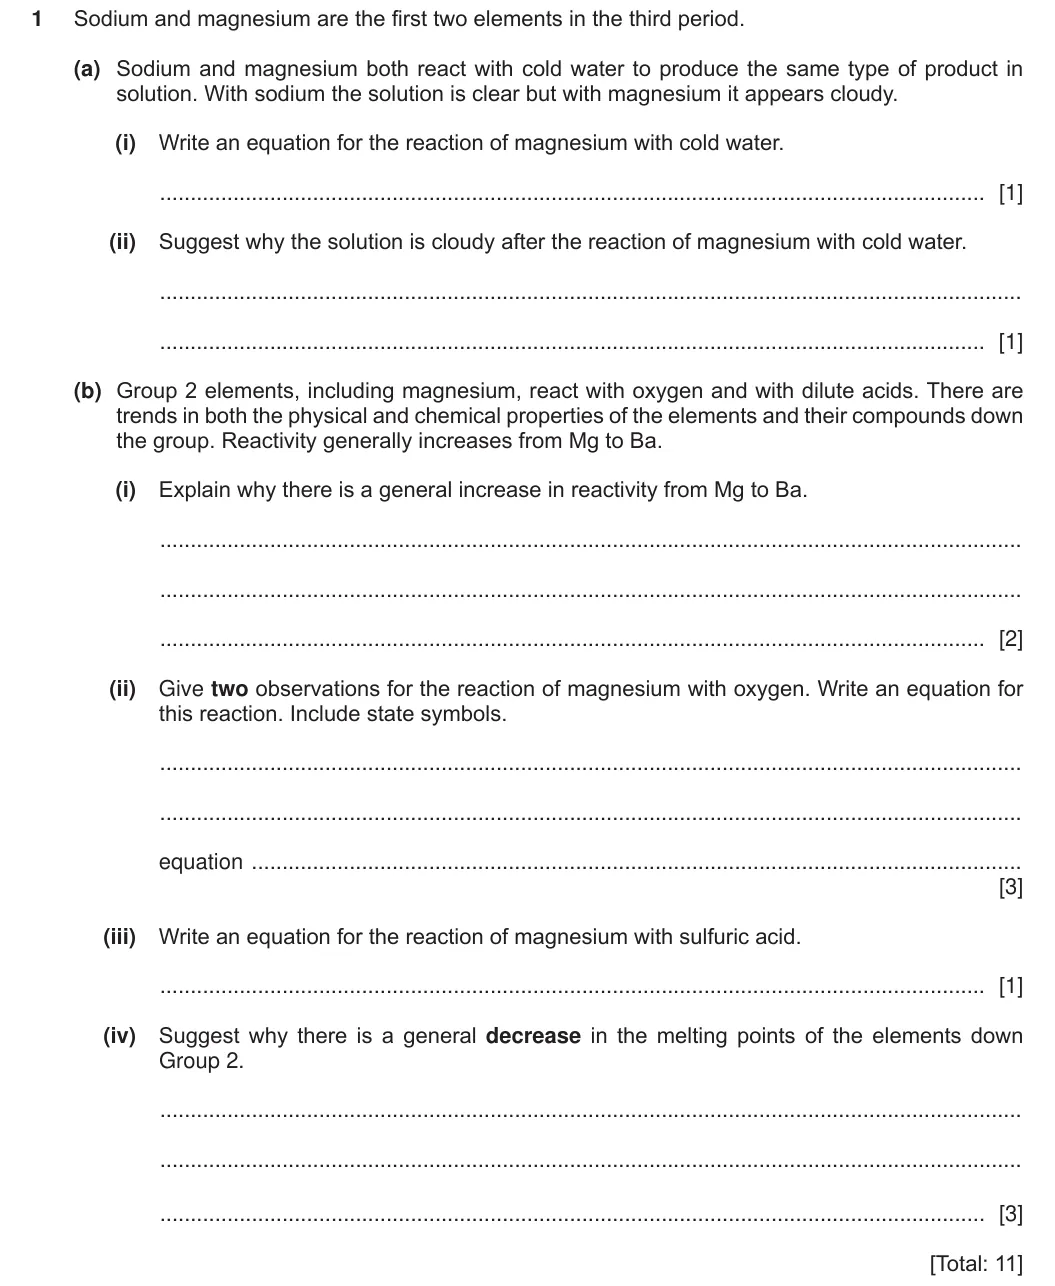 1 Sodium and magnesium are the first two elements in the third period.
(a) Sodium and magnesium both react with cold water to produce the same type of product in
solution. With sodium the solution is clear but with magnesium it appears cloudy.
(i) Write an equation for the reaction of magnesium with cold water.
....................................................................................................................................... [1]
(ii) Suggest why the solution is cloudy after the reaction of magnesium with cold water.
.............................................................................................................................................
....................................................................................................................................... [1]
(b) Group 2 elements, including magnesium, react with oxygen and with dilute acids. There are
trends in both the physical and chemical properties of the elements and their compounds down
the group. Reactivity generally increases from Mg to Ba.
(i) Explain why there is a general increase in reactivity from Mg to Ba.
.............................................................................................................................................
.............................................................................................................................................
....................................................................................................................................... [2]
(ii) Give two observations for the reaction of magnesium with oxygen. Write an equation for
this reaction. Include state symbols.
.............................................................................................................................................
.............................................................................................................................................
equation ..............................................................................................................................
[3]
(iii) Write an equation for the reaction of magnesium with sulfuric acid.
....................................................................................................................................... [1]
(iv) Suggest why there is a general decrease in the melting points of the elements down
Group 2.
.............................................................................................................................................
.............................................................................................................................................
....................................................................................................................................... [3]
[Total: 11]